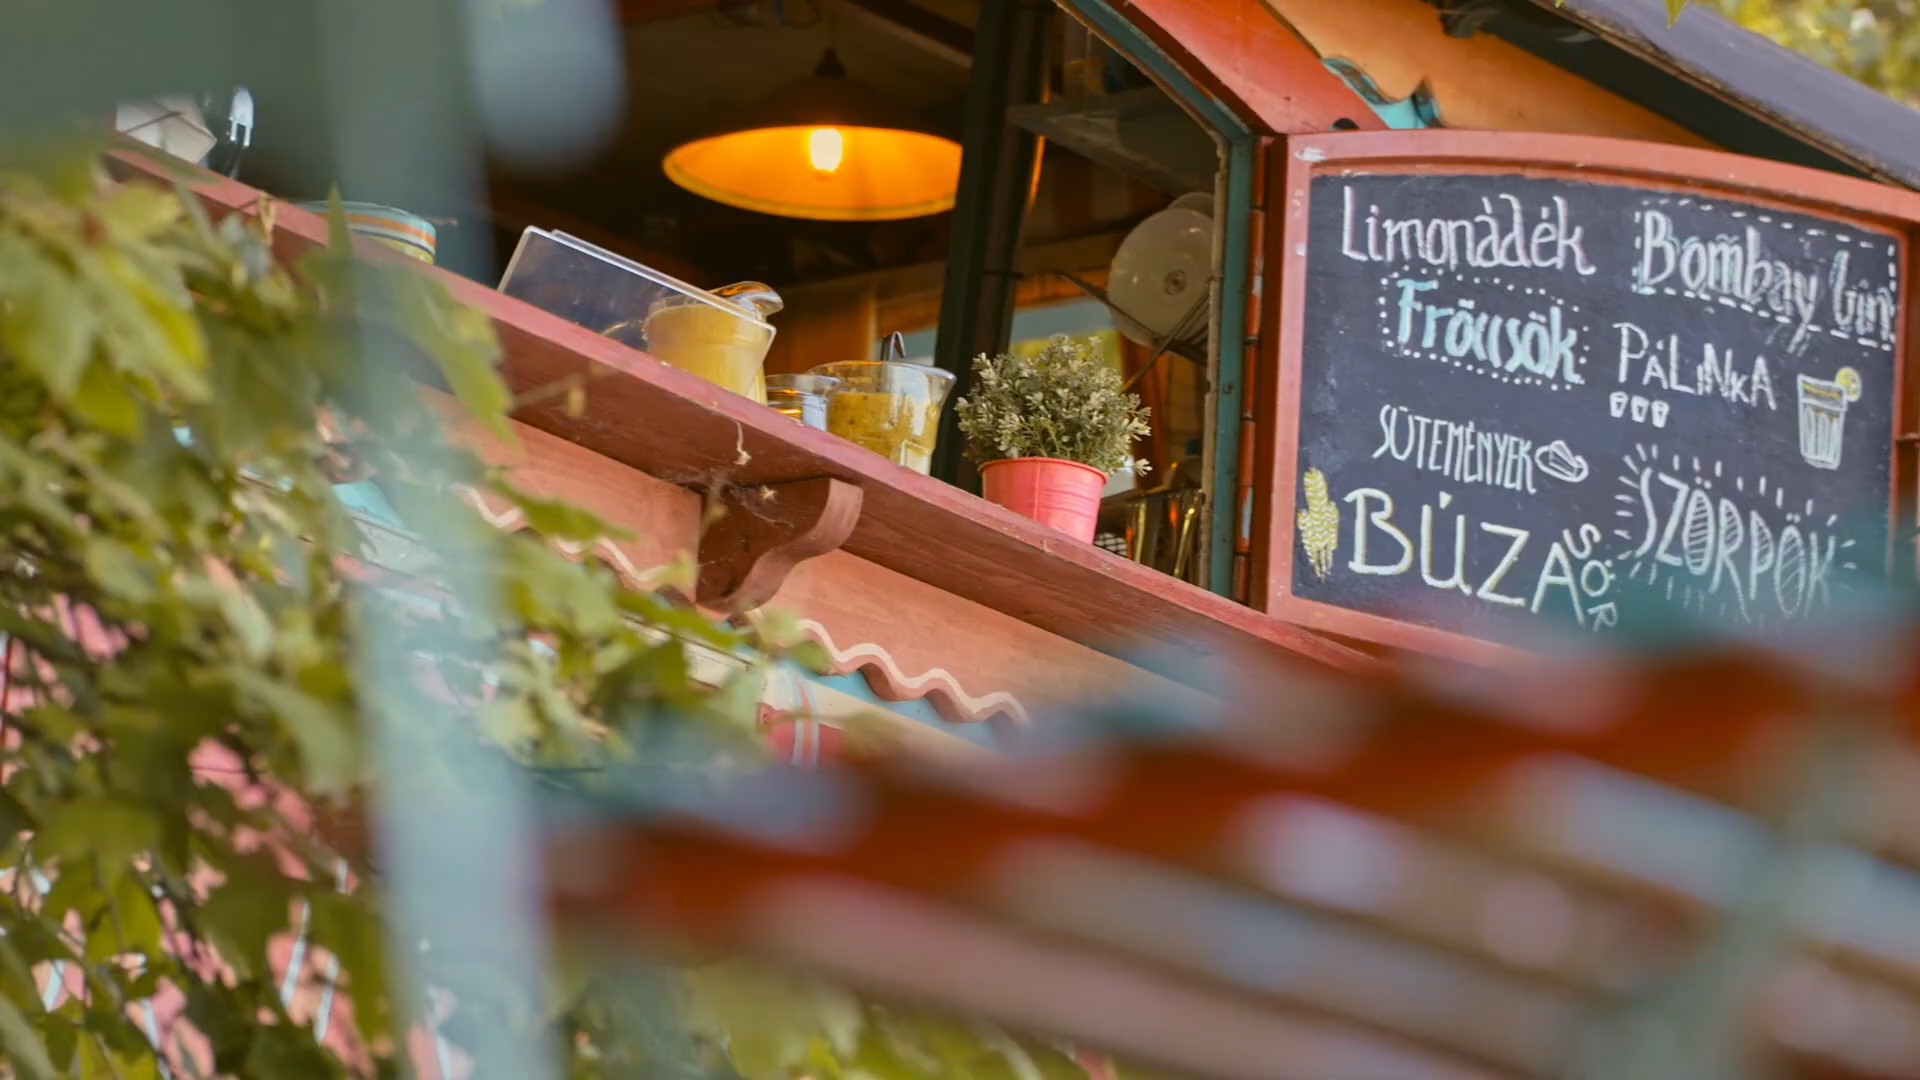 Limonádék
Bombay Gin
Fröccsök
PÁLINKA
SÜTEMÉNYEK
BÚZA SÖR
SZÖRPÖK